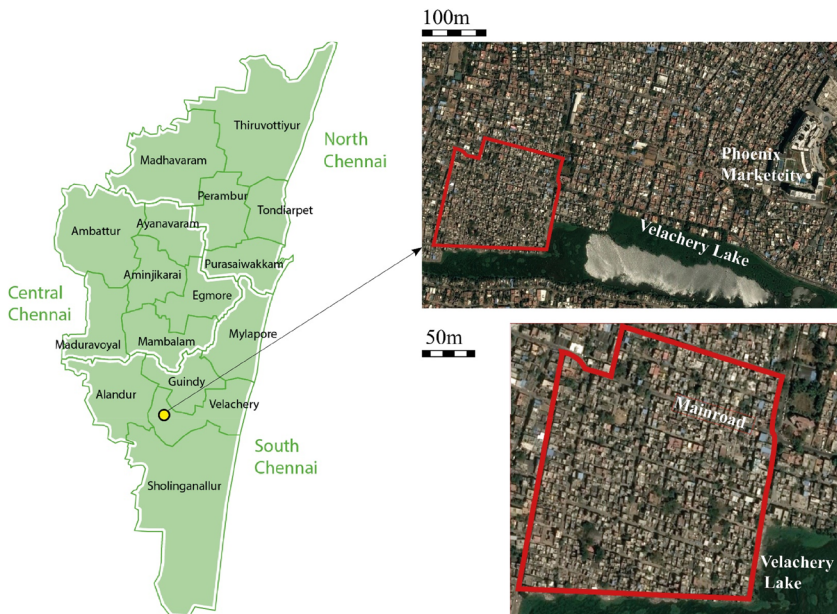 100m
Thiruvottiyur
North
Chennai
Madhavaram
Perambur
Tondiarpet
Ambattur
Ayanavaram
Purasaiwakkam
Aminjikarai
Egmore
Central
Chennai
Mylapore
Maduravoyal
Mambalam
Guindy
Alandur
Velachery
South
Chennai
Sholinganallur
Phoenix
Marketcity
Velachery Lake
50m
Mainroad
Velachery
Lake